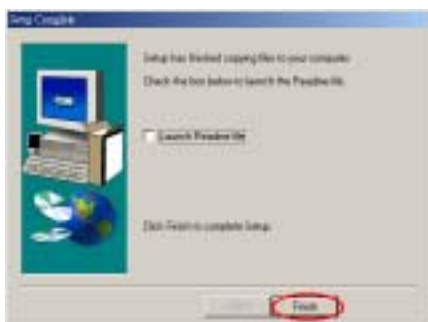 Setup Complete
Setup has finished copying files to your computer.
Check the box below to launch the Readme file.
Launch Readme file
Click Finish to complete Setup.
Finish